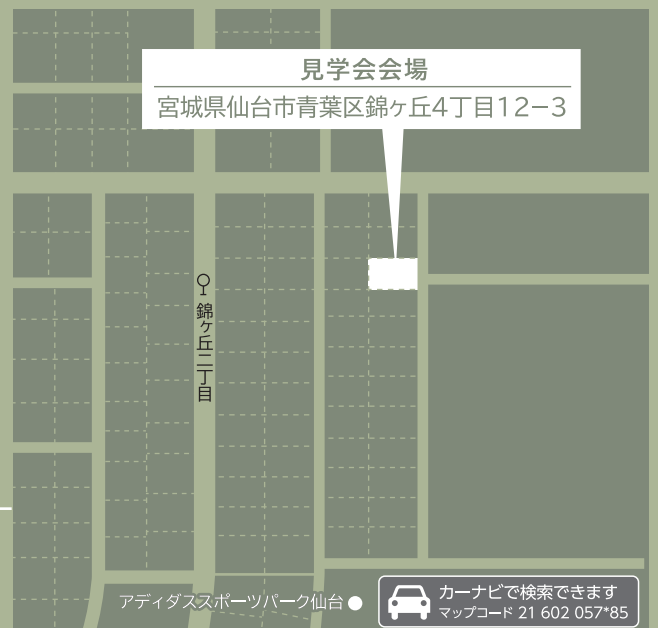 見学会会場
宮城県仙台市青葉区錦ヶ丘4丁目12−3
錦ヶ丘二丁目
アディダススポーツパーク仙台
カーナビで検索できます
マップコード 21 602 057*85